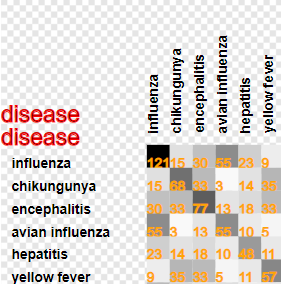 influenza
chikungunya
encephalitis
avian influenza
hepatitis
yellow fever
disease
disease
influenza 121 15 30 55 23 9
chikungunya 15 68 33 3 14 35
encephalitis 30 33 77 13 18 33
avian influenza 55 3 13 55 10 5
hepatitis 23 14 18 10 48 11
yellow fever 9 35 33 5 11 57